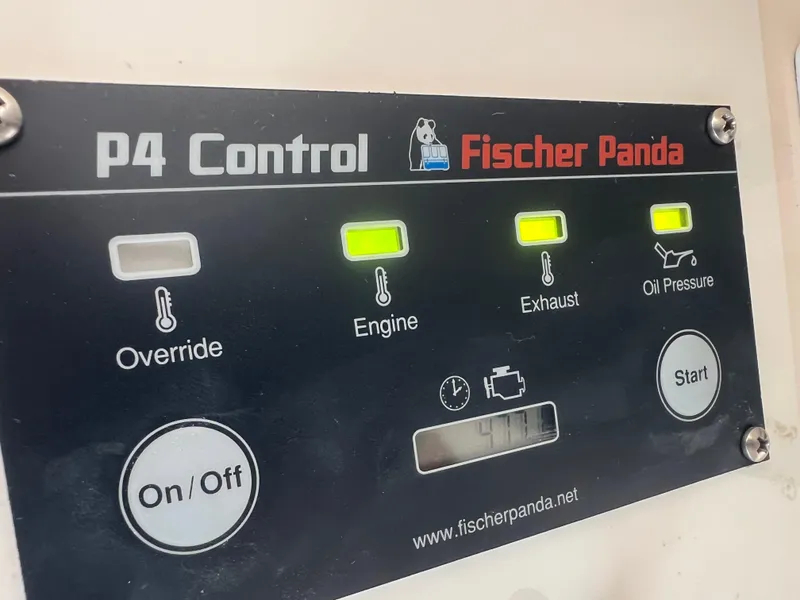 P4 Control
Fischer Panda
Override
Engine
Exhaust
Oil Pressure
On/Off
Start
www.fischerpanda.net